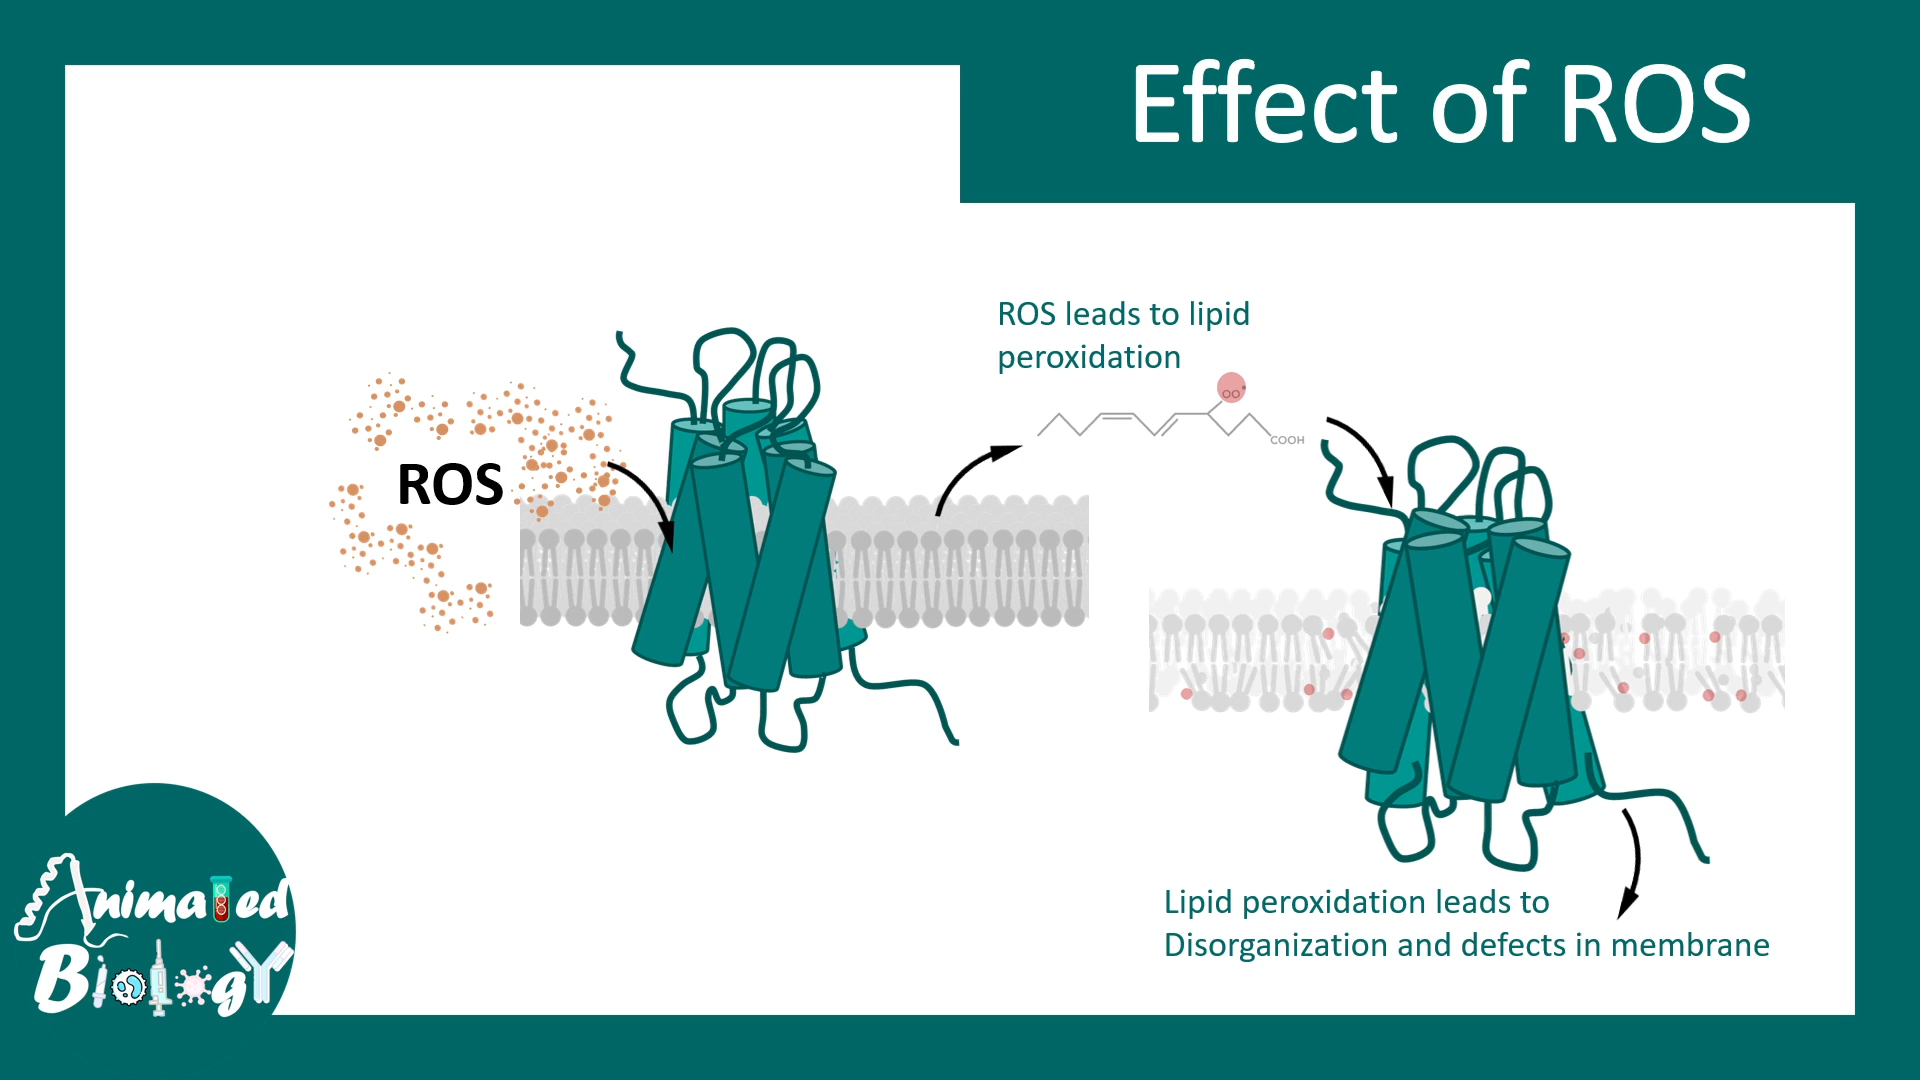 Effect of ROS
ROS leads to lipid
peroxidation
OO•
COOH
ROS
Lipid peroxidation leads to
Disorganization and defects in membrane
Animated
Biology